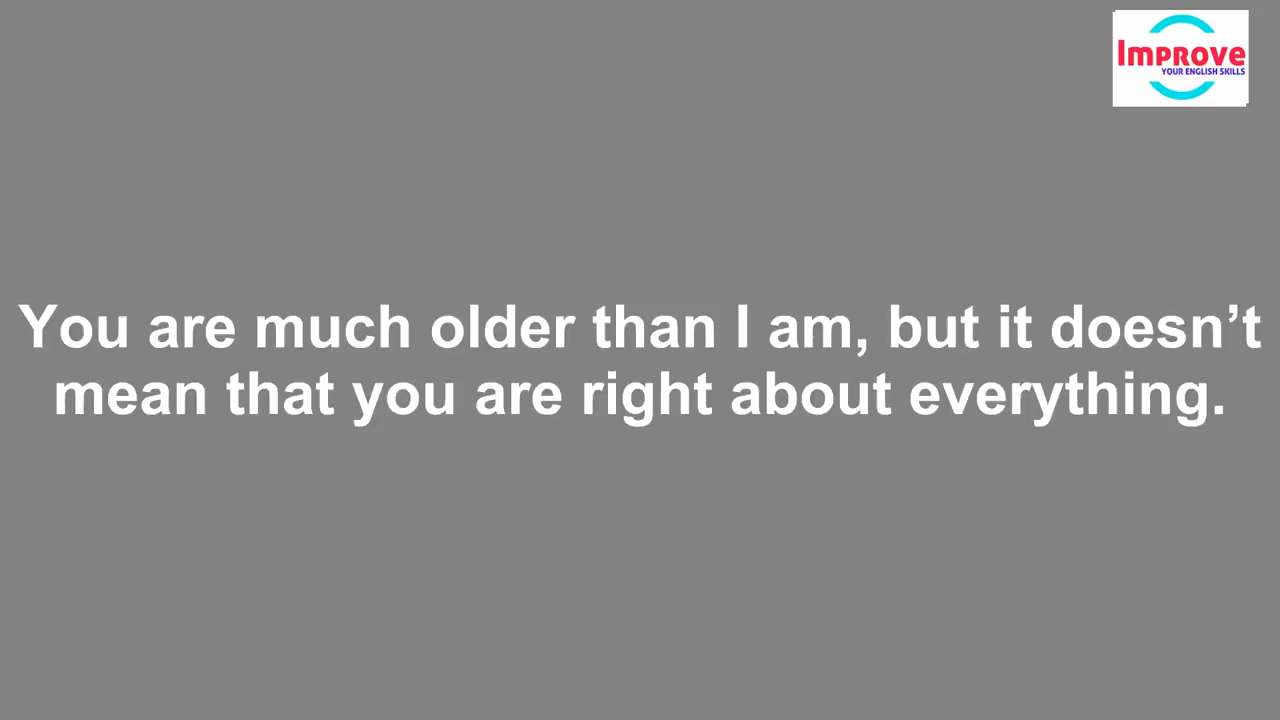 Improve
YOUR ENGLISH SKILLS
You are much older than I am, but it doesn’t
mean that you are right about everything.